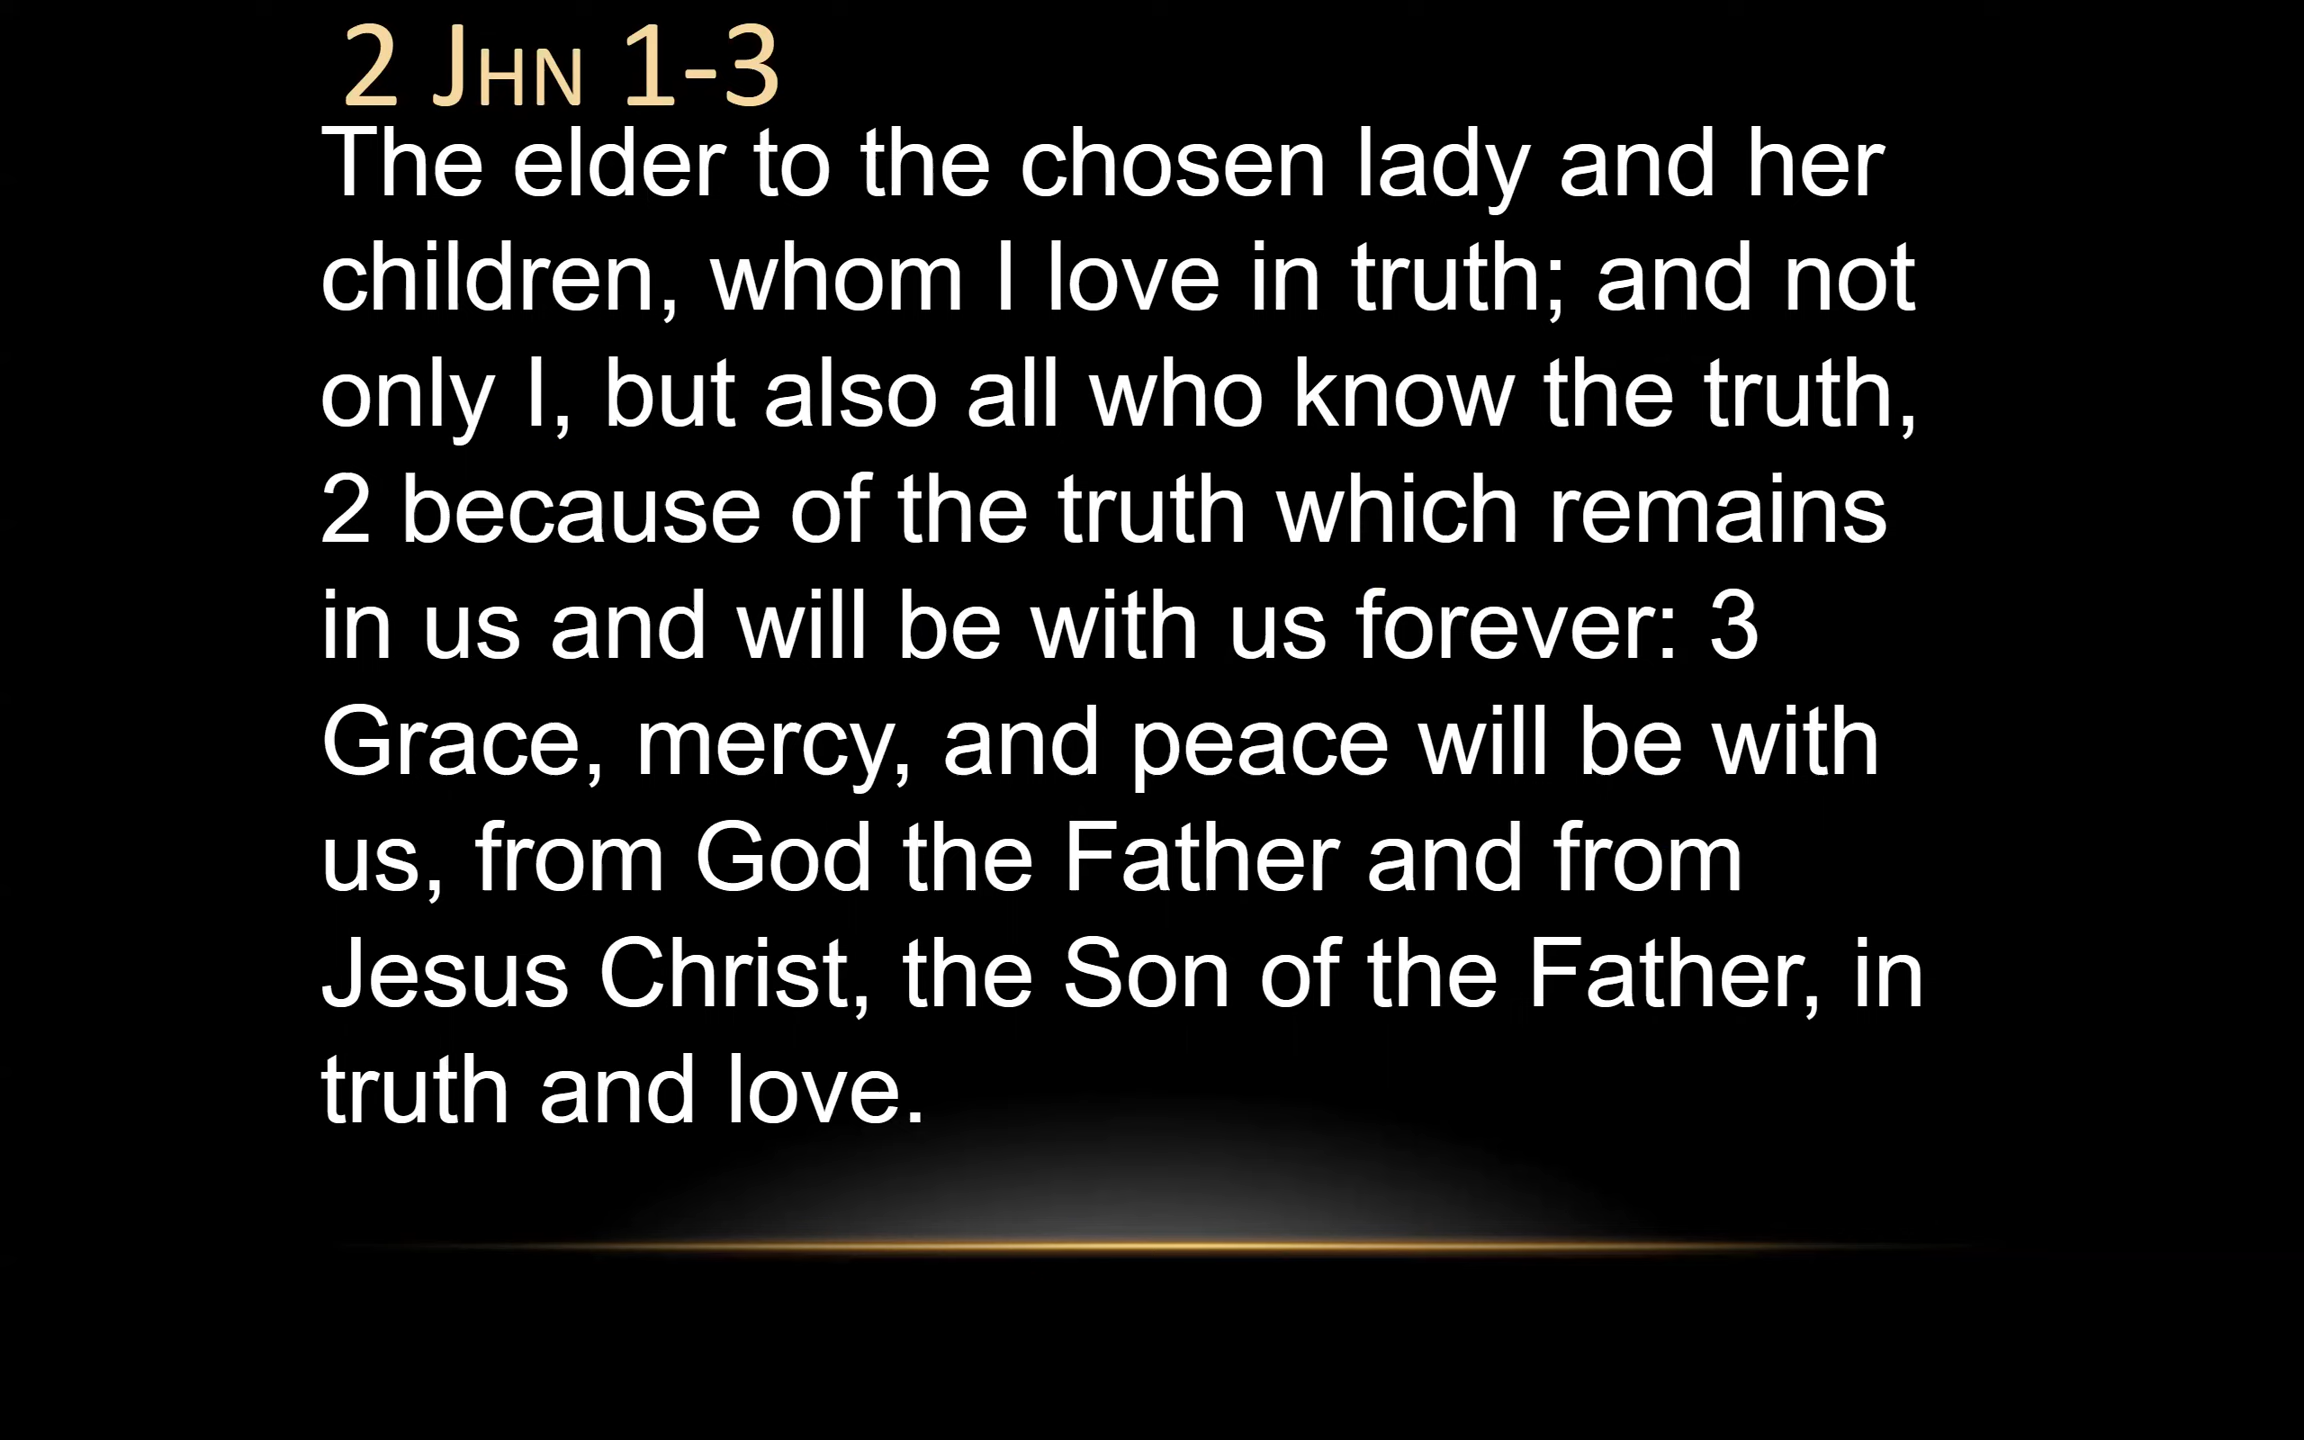 2 Jhn 1-3
The elder to the chosen lady and her
children, whom I love in truth; and not
only I, but also all who know the truth,
2 because of the truth which remains
in us and will be with us forever: 3
Grace, mercy, and peace will be with
us, from God the Father and from
Jesus Christ, the Son of the Father, in
truth and love.